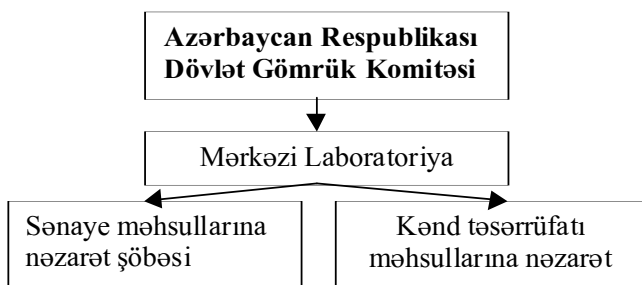 Azərbaycan Respublikası
Dövlət Gömrük Komitəsi
Mərkəzi Laboratoriya
Sənaye məhsullarına
nəzarət şöbəsi
Kənd təsərrüfatı
məhsullarına nəzarət